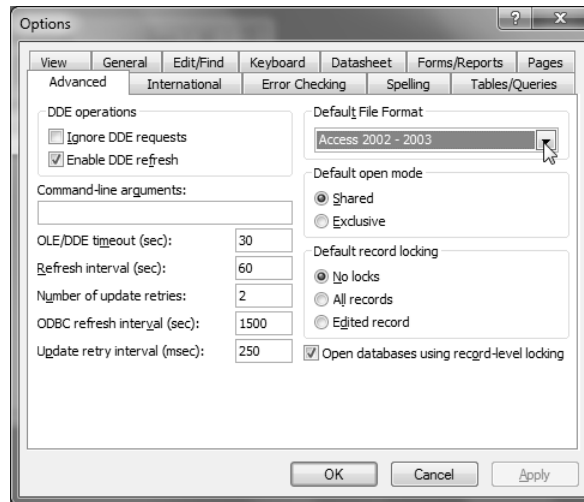 Options
View General Edit/Find Keyboard Datasheet Forms/Reports Pages
Advanced International Error Checking Spelling Tables/Queries
DDE operations
Ignore DDE requests
Enable DDE refresh
Command-line arguments:
OLE/DDE timeout (sec): 30
Refresh interval (sec): 60
Number of update retries: 2
ODBC refresh interval (sec): 1500
Update retry interval (msec): 250
Default File Format
Access 2002 - 2003
Default open mode
Shared
Exclusive
Default record locking
No locks
All records
Edited record
Open databases using record-level locking
OK Cancel Apply